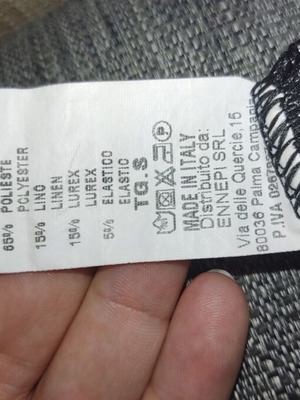 65% POLIESTE
POLYESTER
15% LINO
LINEN
15% LUREX
LUREX
5% ELASTICO
ELASTIC
TG.S
P
MADE IN ITALY
Distribuito da:
ENNEPI SRL
Via delle Quercie,15
80036 Palma Campania
P.IVA